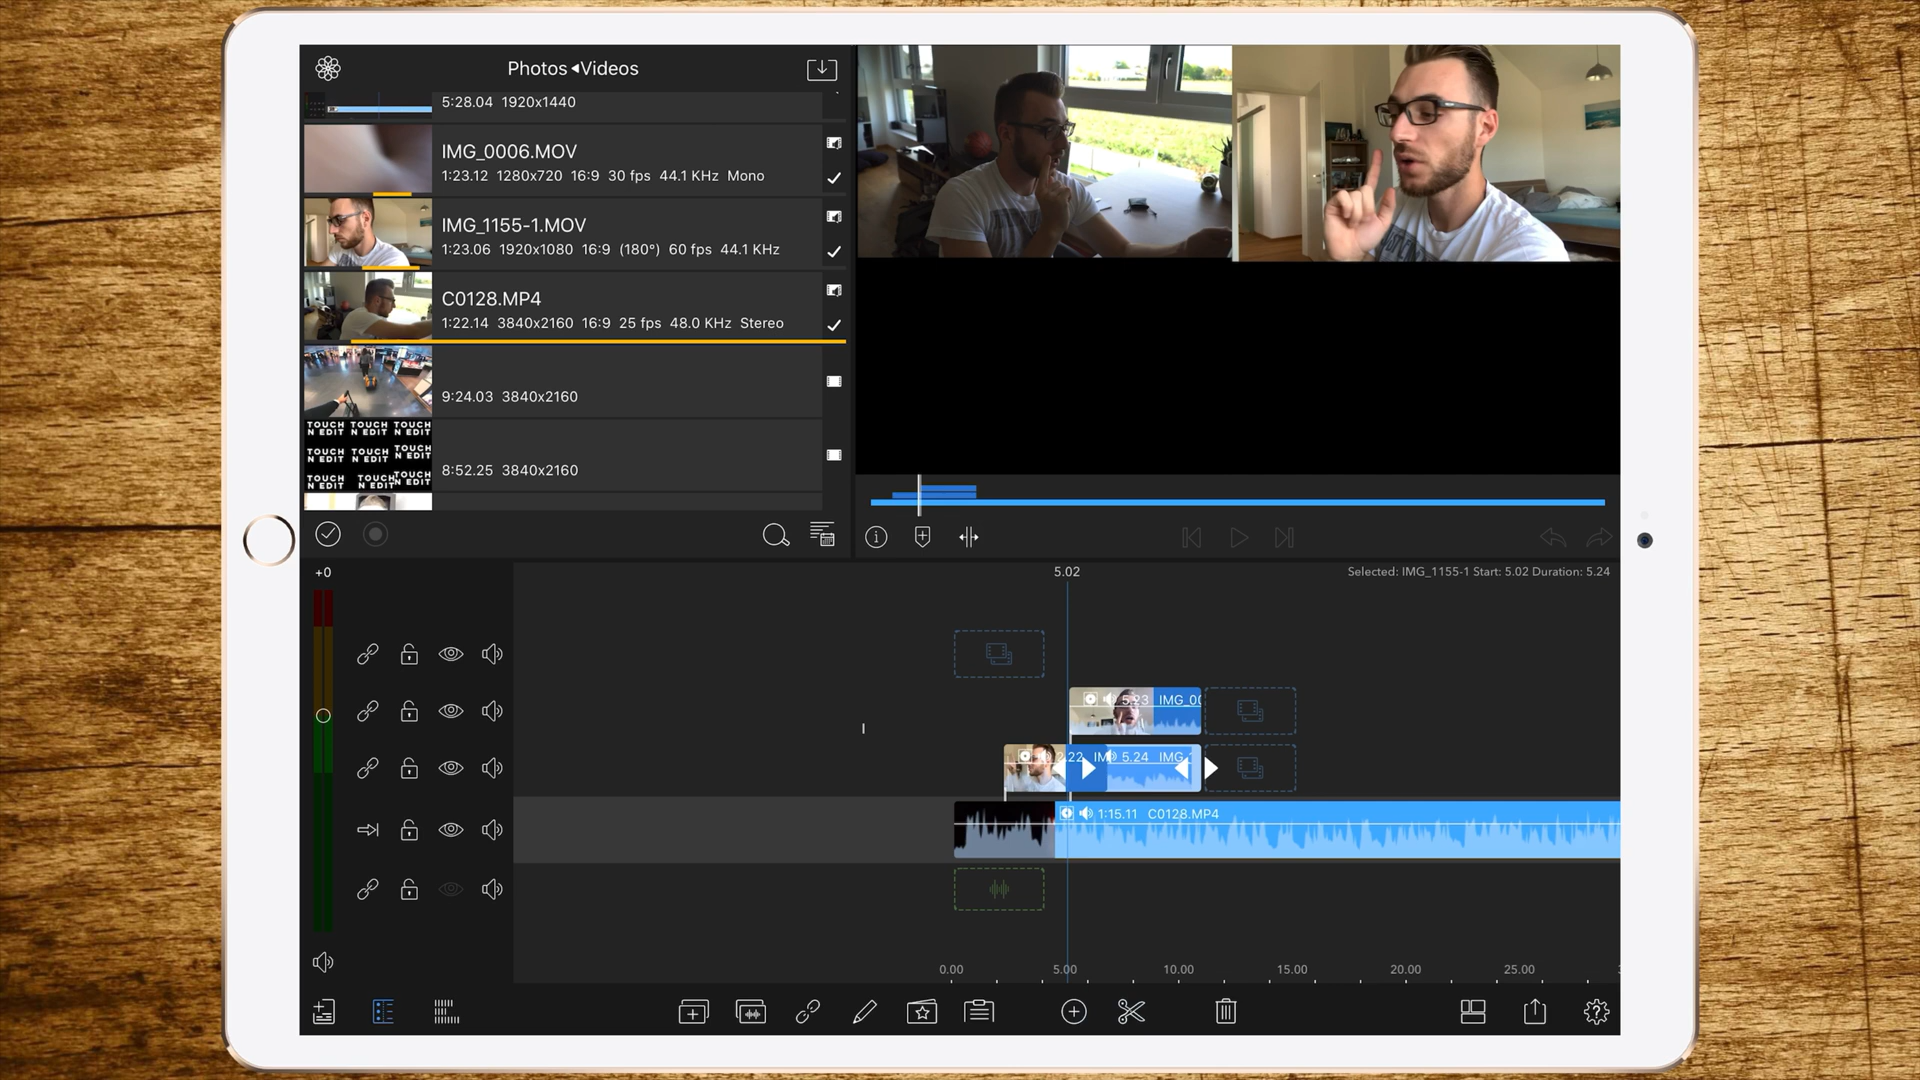 Photos ◂Videos
5:28.04 1920x1440
IMG_0006.MOV
1:23.12 1280x720 16:9 30 fps 44.1 KHz Mono
IMG_1155-1.MOV
1:23.06 1920x1080 16:9 (180°) 60 fps 44.1 KHz
C0128.MP4
1:22.14 3840x2160 16:9 25 fps 48.0 KHz Stereo
9:24.03 3840x2160
TOUCH N EDIT TOUCH N EDIT TOUCH N EDIT
TOUCH N EDIT TOUCH N EDIT TOUCH N EDIT
TOUCH N EDIT TOUCH N EDIT TOUCH N EDIT
8:52.25 3840x2160
+0
5.02
Selected: IMG_1155-1 Start: 5.02 Duration: 5.24
5.23 IMG_00
2.22 IM
5.24 IMG_
1:15.11 C0128.MP4
0.00 5.00 10.00 15.00 20.00 25.00